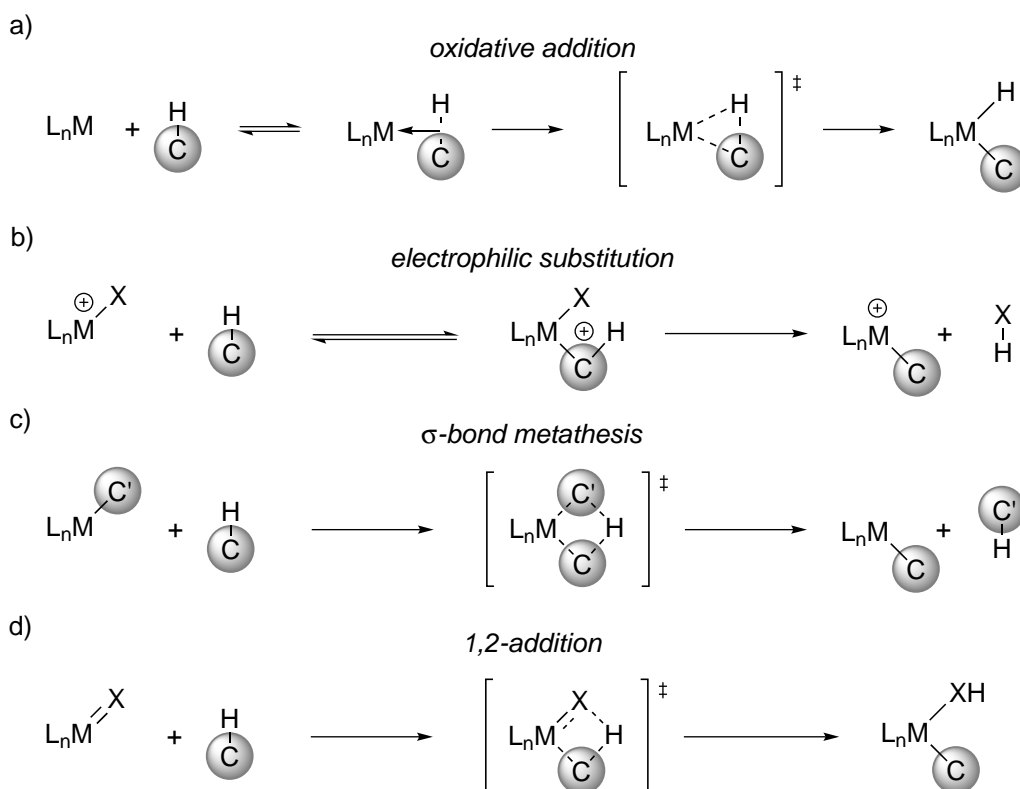 a)
oxidative addition
LₙM + H C LₙM H C LₙM H C ‡ LₙM H C
b)
electrophilic substitution
⊕ LₙM X + H C LₙM X ⊕ C H ⊕ LₙM C + X H
c)
σ-bond metathesis
LₙM C' + H C LₙM C' H C ‡ LₙM C + C' H
d)
1,2-addition
LₙM X + H C LₙM X H C ‡ LₙM XH C